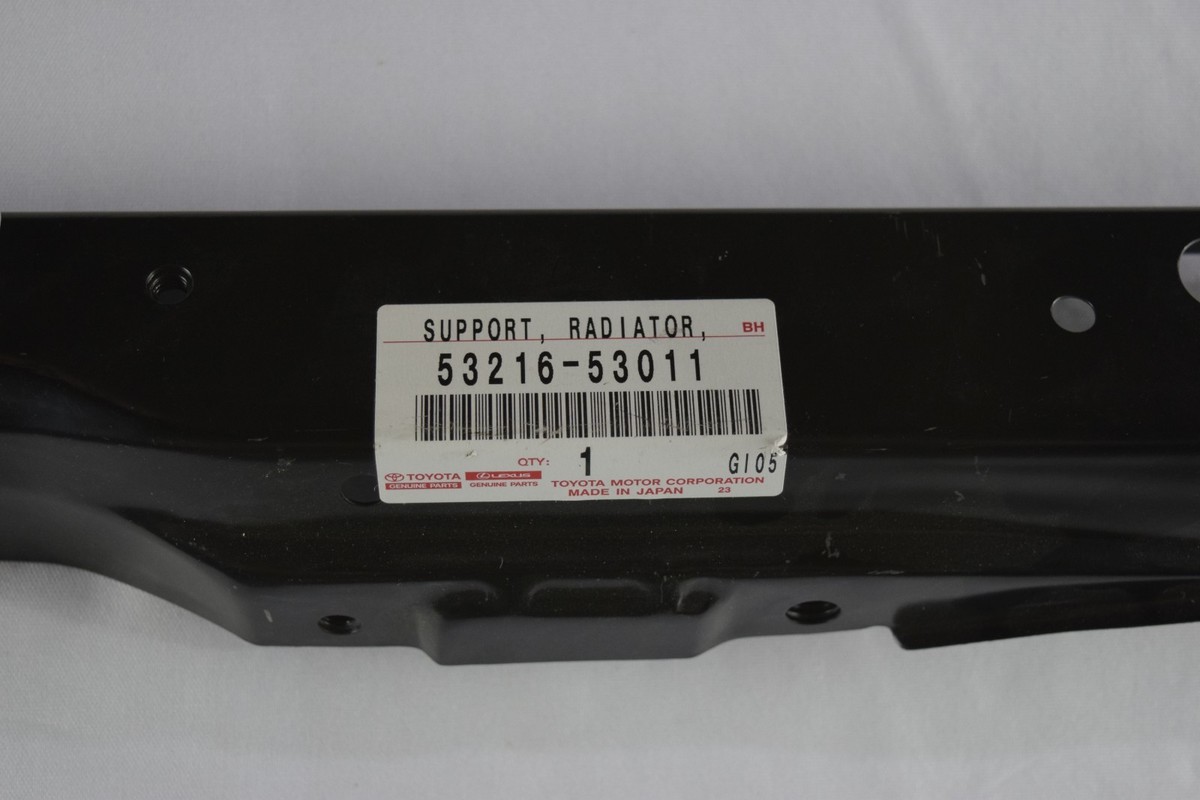 SUPPORT, RADIATOR, BH
53216-53011
QTY: 1 GI05
TOYOTA LEXUS TOYOTA MOTOR CORPORATION
GENUINE PARTS GENUINE PARTS MADE IN JAPAN 23